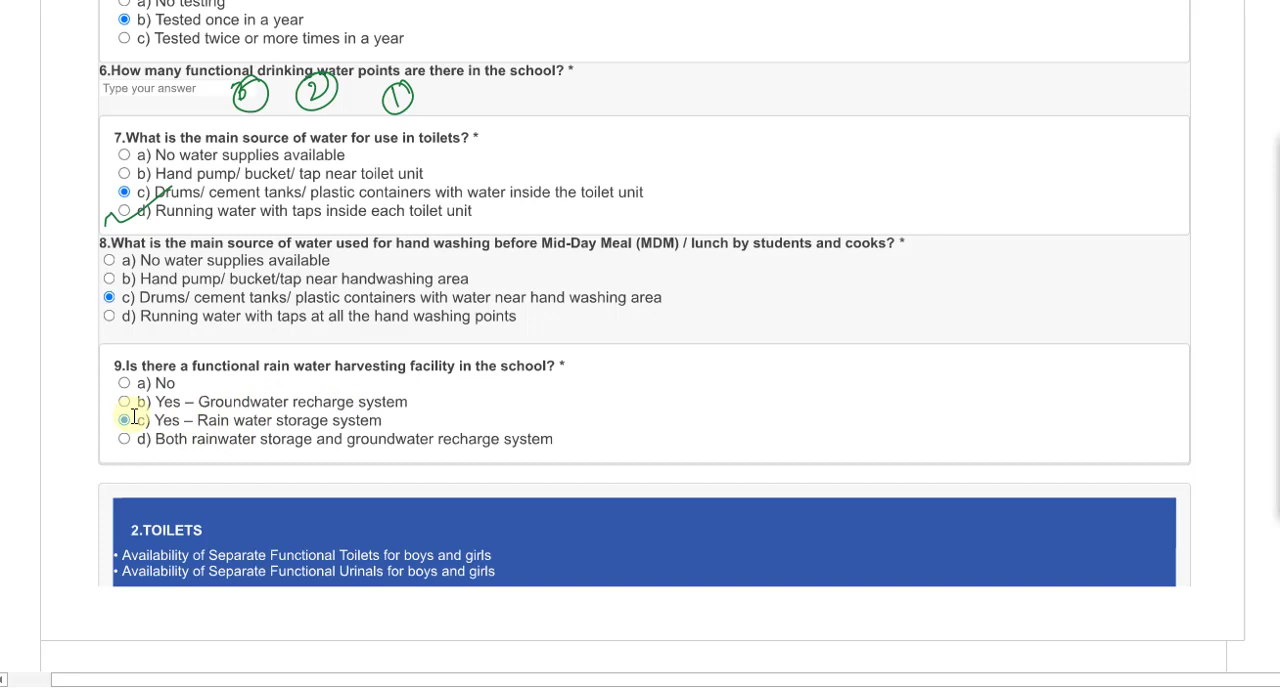 a) No testing
b) Tested once in a year
c) Tested twice or more times in a year
6.How many functional drinking water points are there in the school? *
Type your answer
2 1
7.What is the main source of water for use in toilets? *
a) No water supplies available
b) Hand pump/ bucket/ tap near toilet unit
c) Drums/ cement tanks/ plastic containers with water inside the toilet unit
d) Running water with taps inside each toilet unit
8.What is the main source of water used for hand washing before Mid-Day Meal (MDM) / lunch by students and cooks? *
a) No water supplies available
b) Hand pump/ bucket/tap near handwashing area
c) Drums/ cement tanks/ plastic containers with water near hand washing area
d) Running water with taps at all the hand washing points
9.Is there a functional rain water harvesting facility in the school? *
a) No
b) Yes – Groundwater recharge system
c) Yes – Rain water storage system
d) Both rainwater storage and groundwater recharge system
2.TOILETS
• Availability of Separate Functional Toilets for boys and girls
• Availability of Separate Functional Urinals for boys and girls